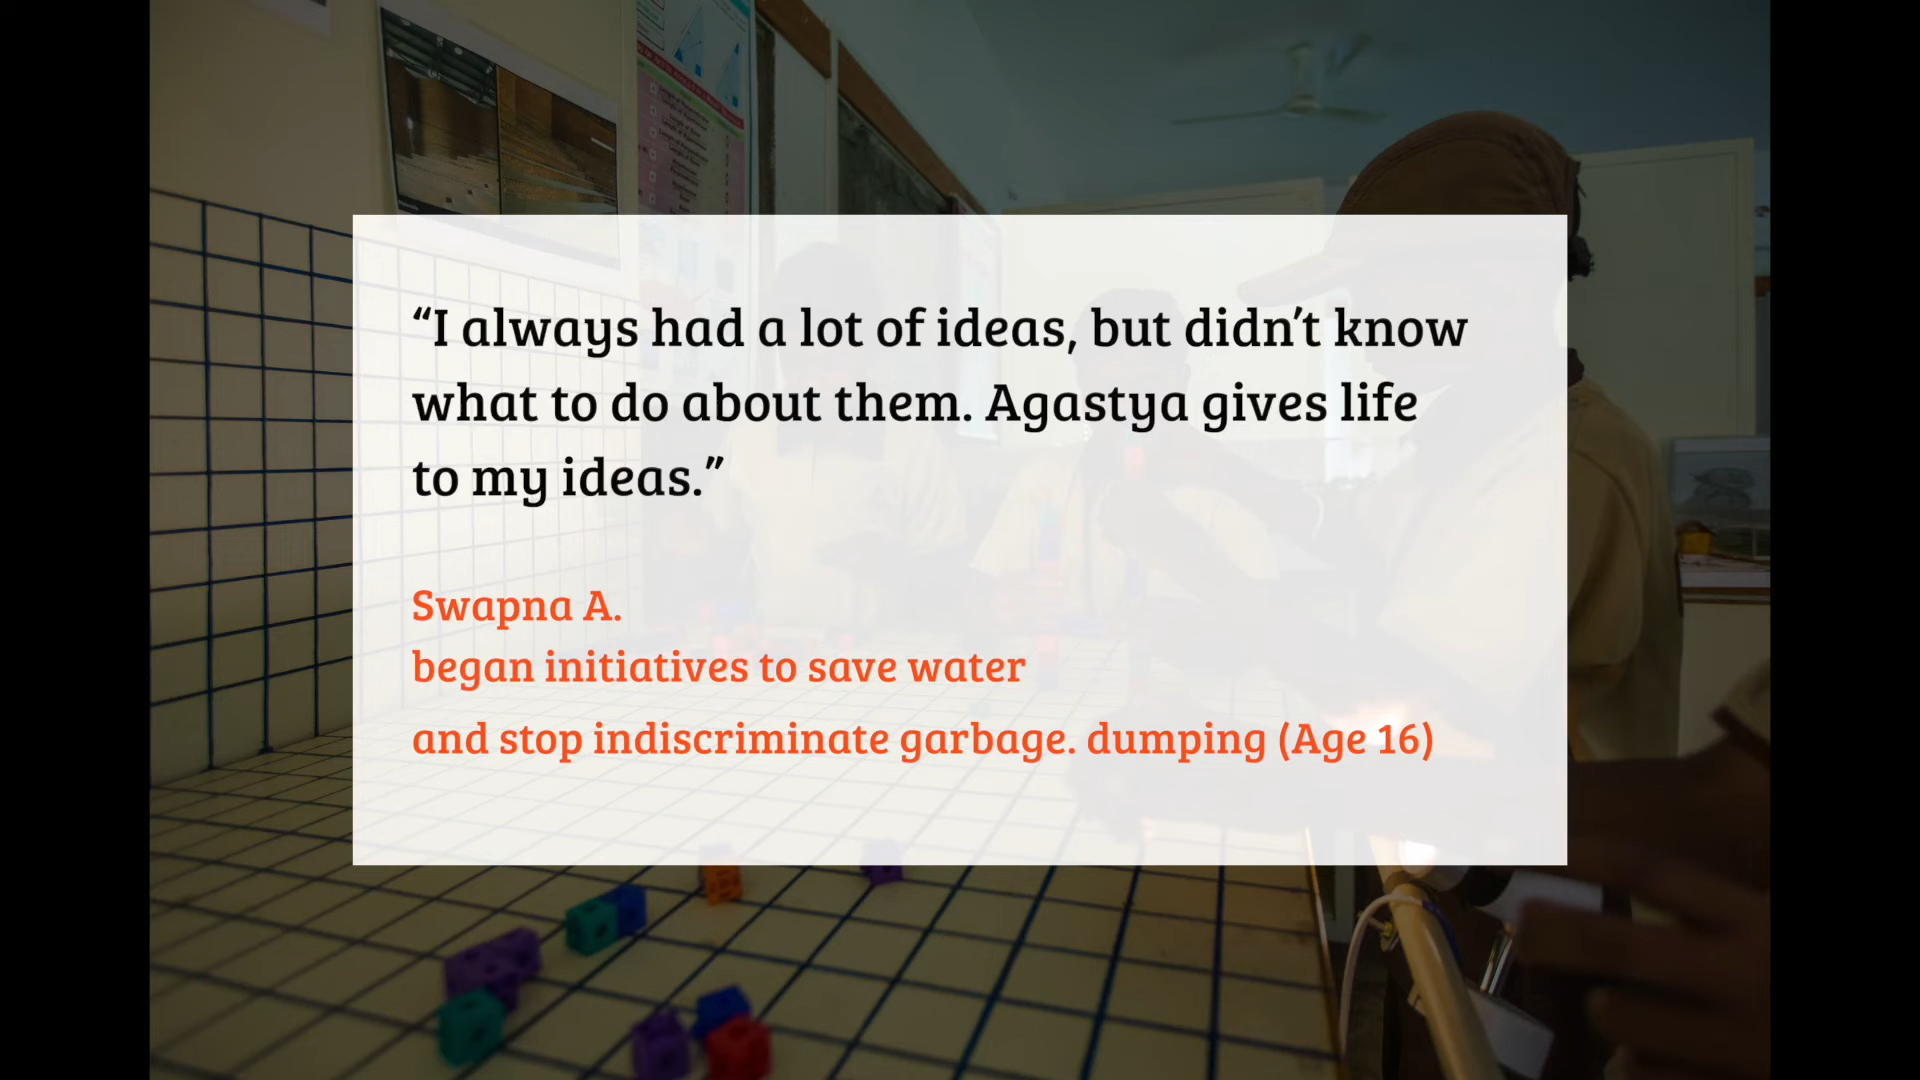 “I always had a lot of ideas, but didn’t know
what to do about them. Agastya gives life
to my ideas.”
Swapna A.
began initiatives to save water
and stop indiscriminate garbage. dumping (Age 16)